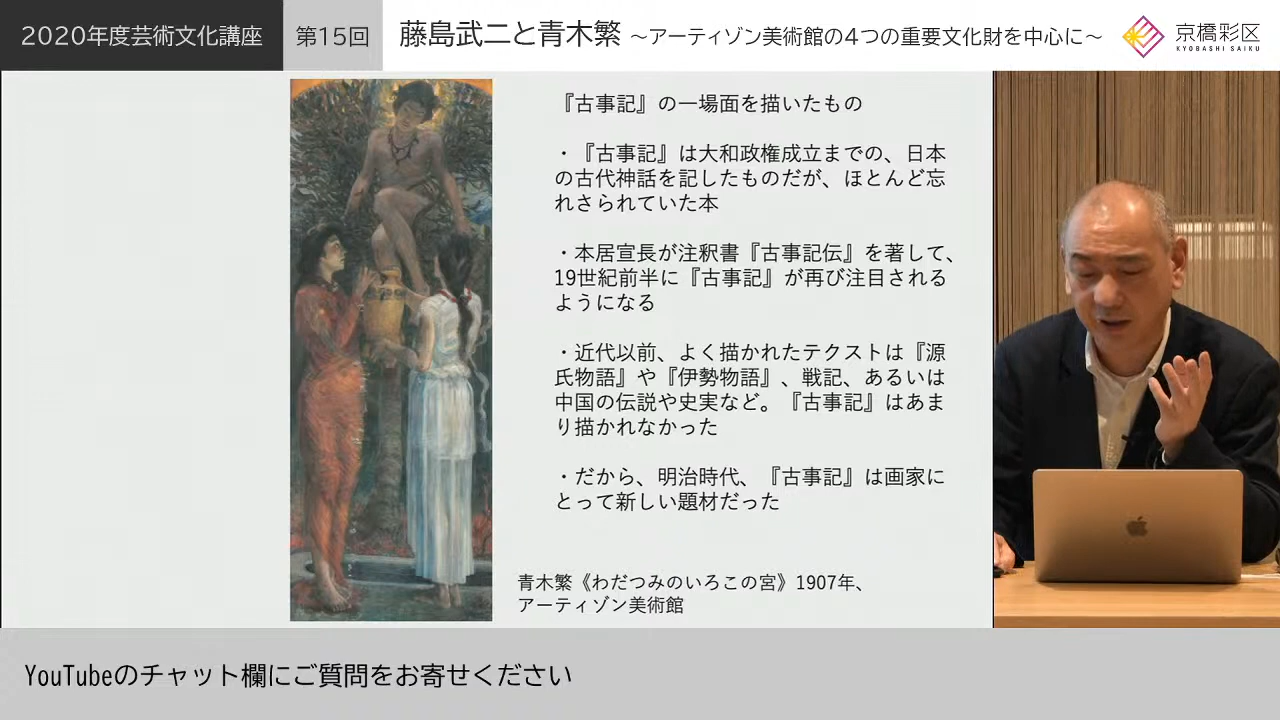 2020年度芸術文化講座
第15回
藤島武二と青木繁 ～アーティゾン美術館の4つの重要文化財を中心に～
京橋彩区
KYOBASHI SAIKU
『古事記』の一場面を描いたもの
・『古事記』は大和政権成立までの、日本
の古代神話を記したものだが、ほとんど忘
れさられていた本
・本居宣長が注釈書『古事記伝』を著して、
19世紀前半に『古事記』が再び注目される
ようになる
・近代以前、よく描かれたテクストは『源
氏物語』や『伊勢物語』、戦記、あるいは
中国の伝説や史実など。『古事記』はあま
り描かれなかった
・だから、明治時代、『古事記』は画家に
とって新しい題材だった
青木繁《わだつみのいろこの宮》1907年、
アーティゾン美術館
YouTubeのチャット欄にご質問をお寄せください